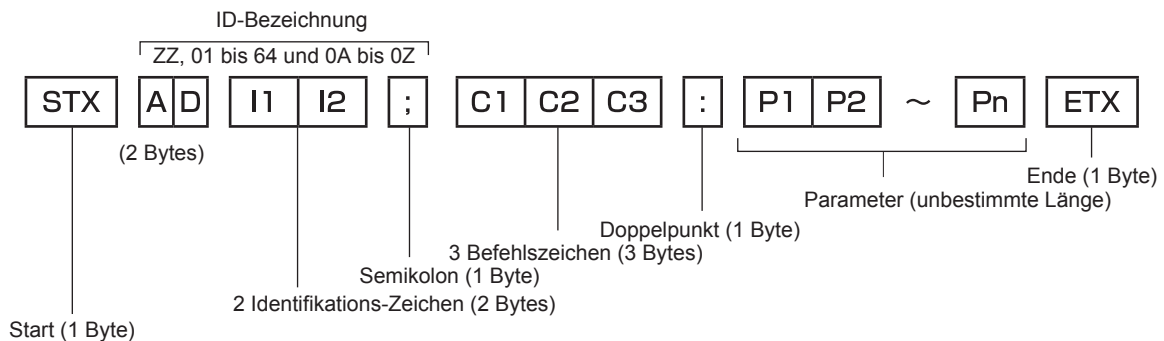 ID-Bezeichnung
ZZ, 01 bis 64 und 0A bis 0Z
STX A D I1 I2 ; C1 C2 C3 : P1 P2 ～ Pn ETX
(2 Bytes)
Ende (1 Byte)
Parameter (unbestimmte Länge)
Doppelpunkt (1 Byte)
3 Befehlszeichen (3 Bytes)
Semikolon (1 Byte)
2 Identifikations-Zeichen (2 Bytes)
Start (1 Byte)